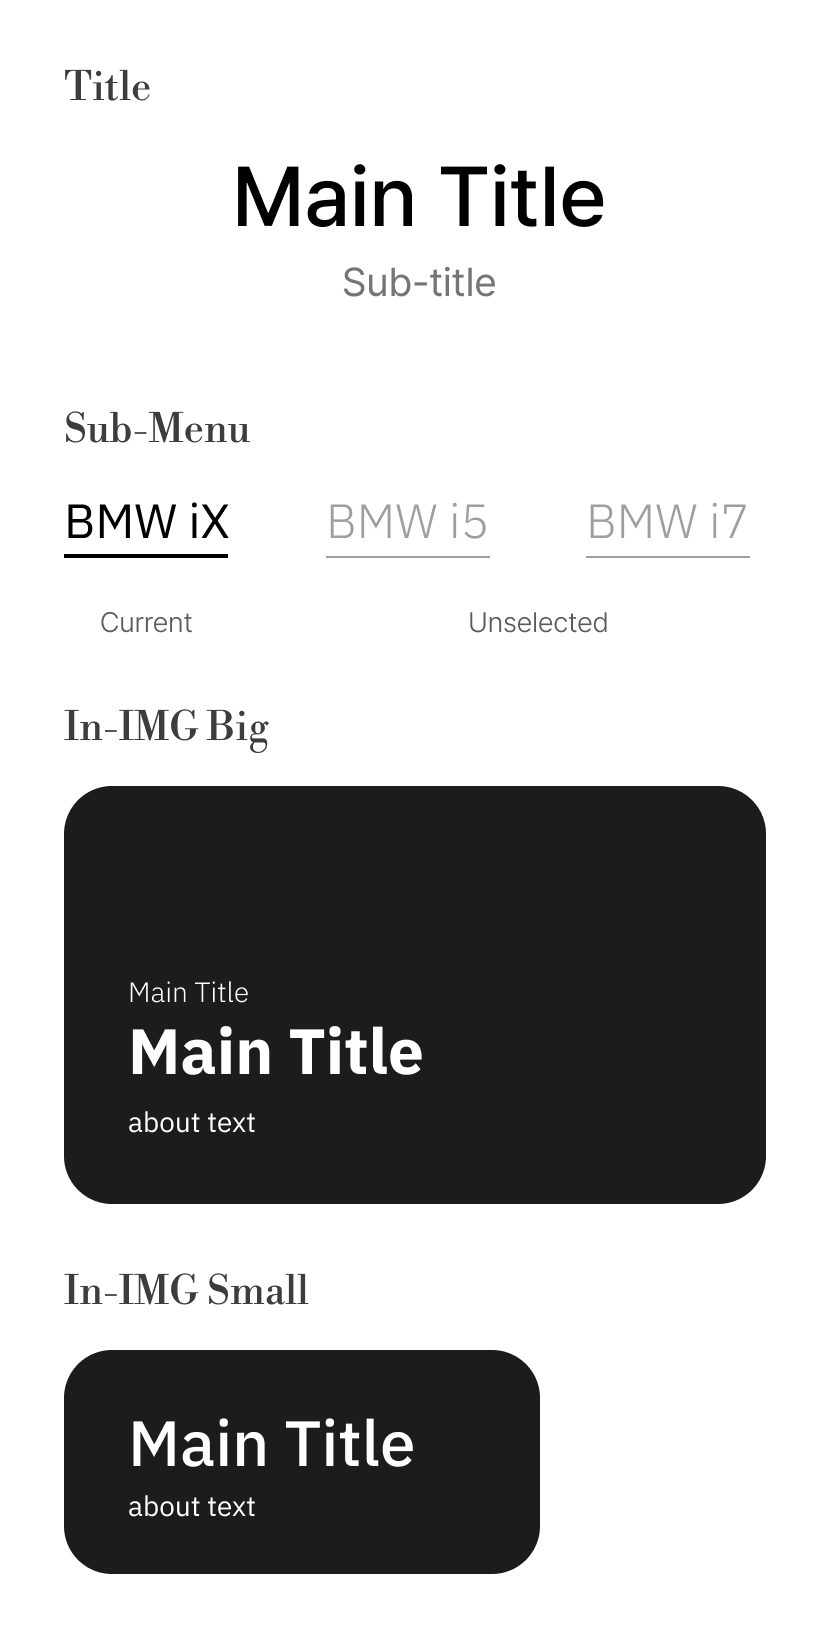 Title
Main Title
Sub-title
Sub-Menu
BMW iX BMW i5 BMW i7
Current Unselected
In-IMG Big
Main Title
Main Title
about text
In-IMG Small
Main Title
about text